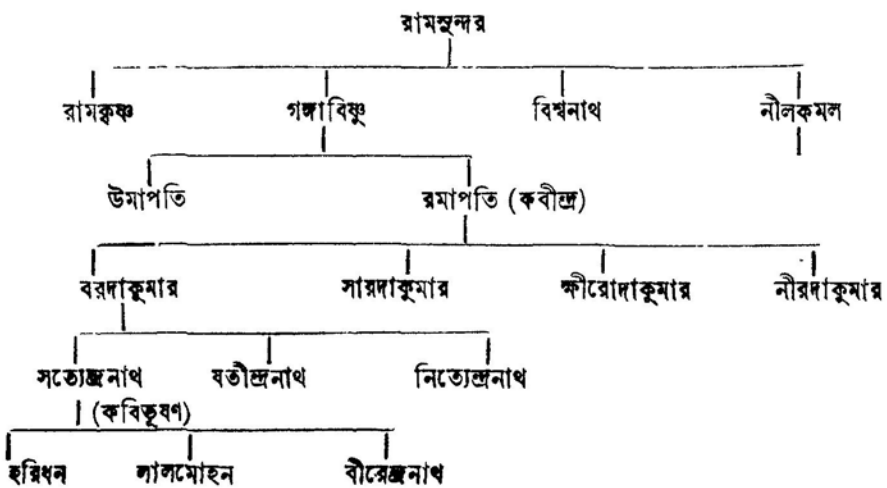 রামসুন্দর
রামকৃষ্ণ গঙ্গাবিষ্ণু বিশ্বনাথ নীলকমল
উমাপতি রমাপতি (কবীন্দ্র)
বরদাকুমার সারদাকুমার ক্ষীরোদাকুমার নীরদাকুমার
সত্যেন্দ্রনাথ যতীন্দ্রনাথ নিত্যেন্দ্রনাথ
(কবিভূষণ)
হরিধন লালমোহন বীরেন্দ্রনাথ